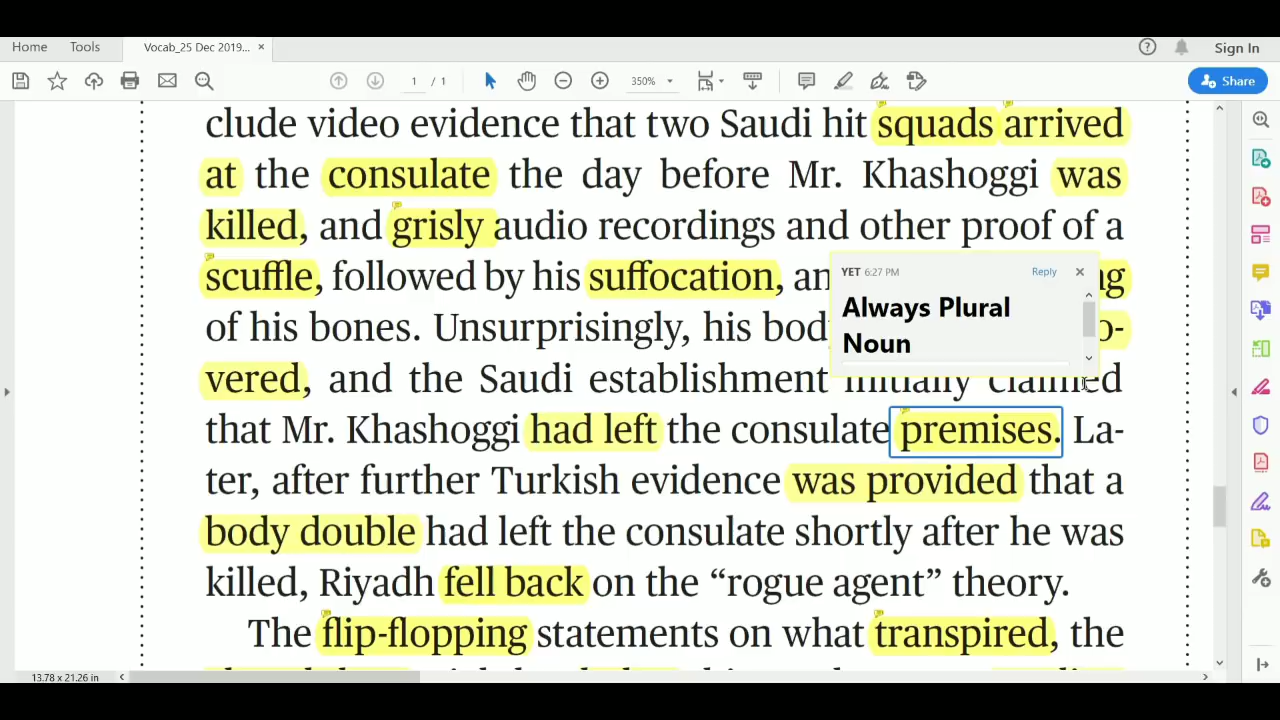 Home Tools Vocab_25 Dec 2019... × Sign In
1 / 1 350% Share
clude video evidence that two Saudi hit squads arrived
at the consulate the day before Mr. Khashoggi was
killed, and grisly audio recordings and other proof of a
scuffle, followed by his suffocation, an ng
of his bones. Unsurprisingly, his bod o-
vered, and the Saudi establishment initially claimed
that Mr. Khashoggi had left the consulate premises. La-
ter, after further Turkish evidence was provided that a
body double had left the consulate shortly after he was
killed, Riyadh fell back on the “rogue agent” theory.
The flip-flopping statements on what transpired, the
YET 6:27 PM Reply ×
Always Plural
Noun
13.78 x 21.26 in